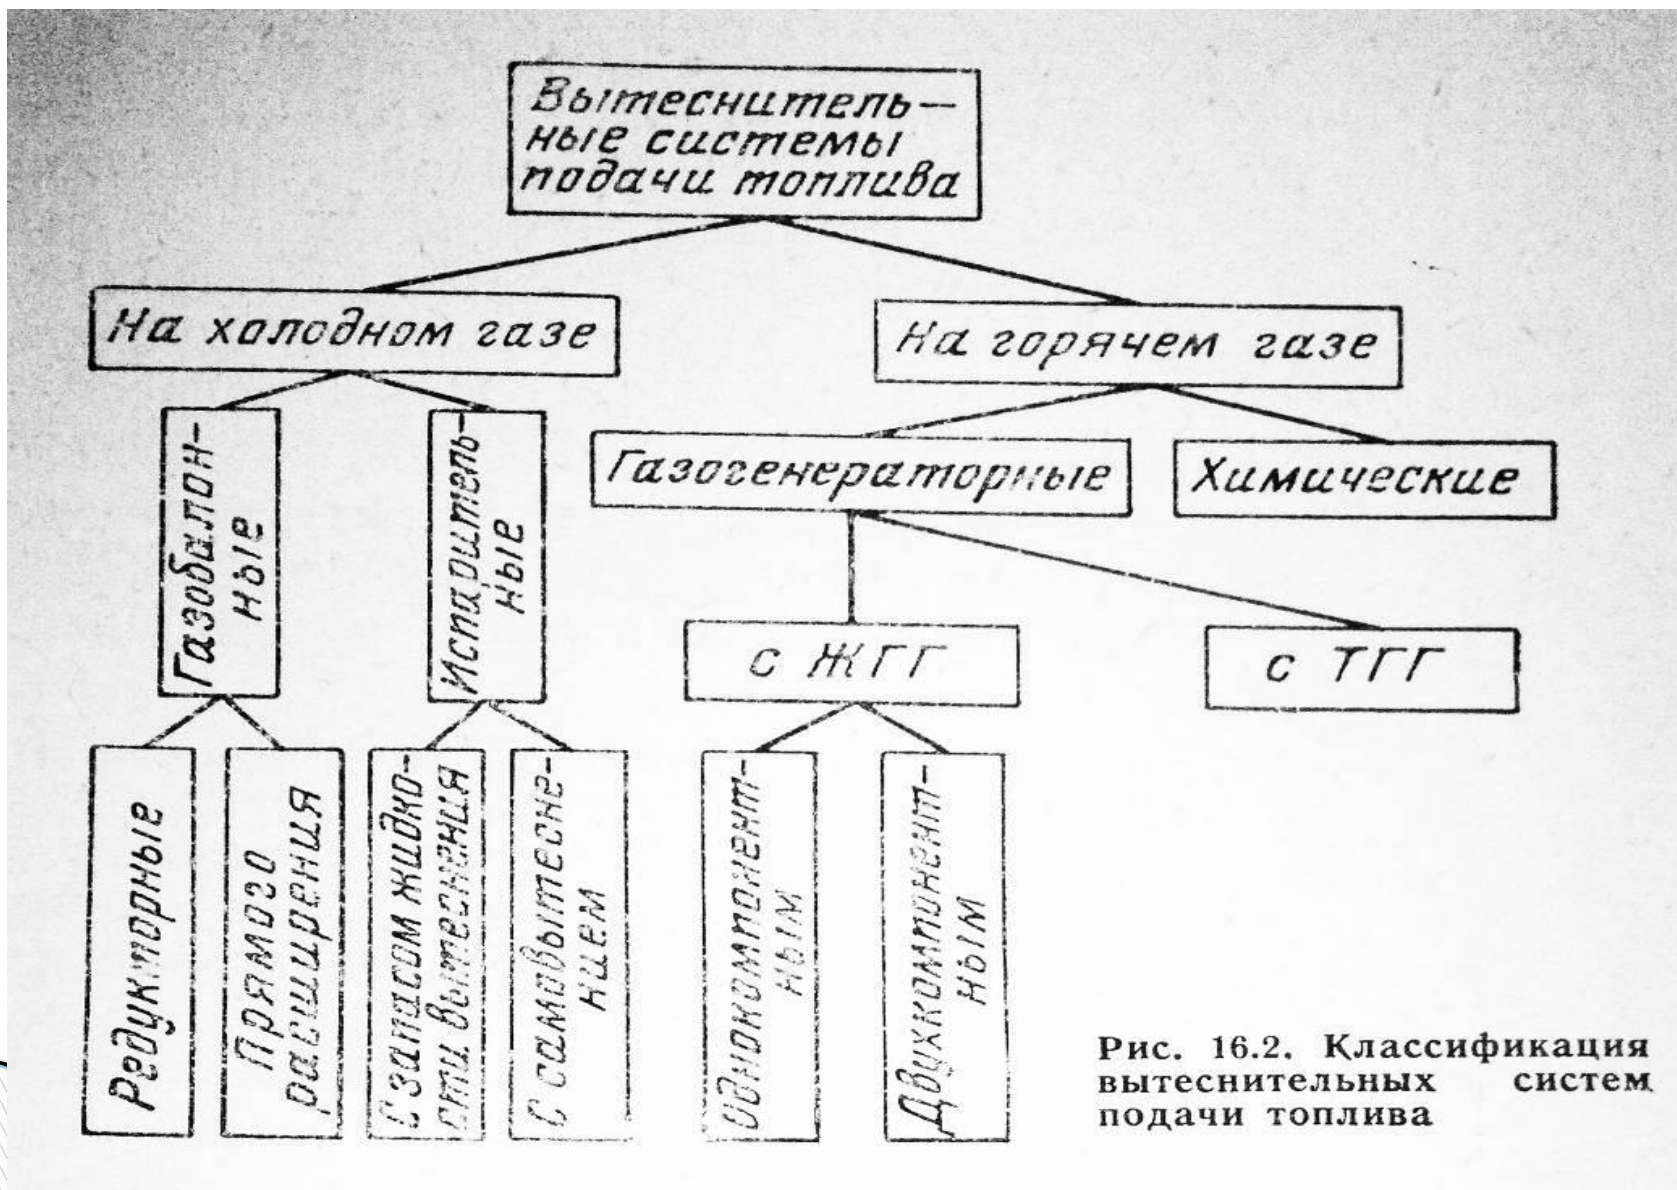 Вытеснитель-
ные системы
подачи топлива
На холодном газе
На горячем газе
Газобалон-
ные
Испаритель-
ные
Газогенераторные
Химические
с ЖГГ
с ТГГ
Редукторные
Прямого
расширения
С запасом жидко-
сти вытеснения
С самовытесне-
нием
Однокомпонент-
ным
Двухкомпонент-
ным
Рис. 16.2. Классификация
вытеснительных систем
подачи топлива